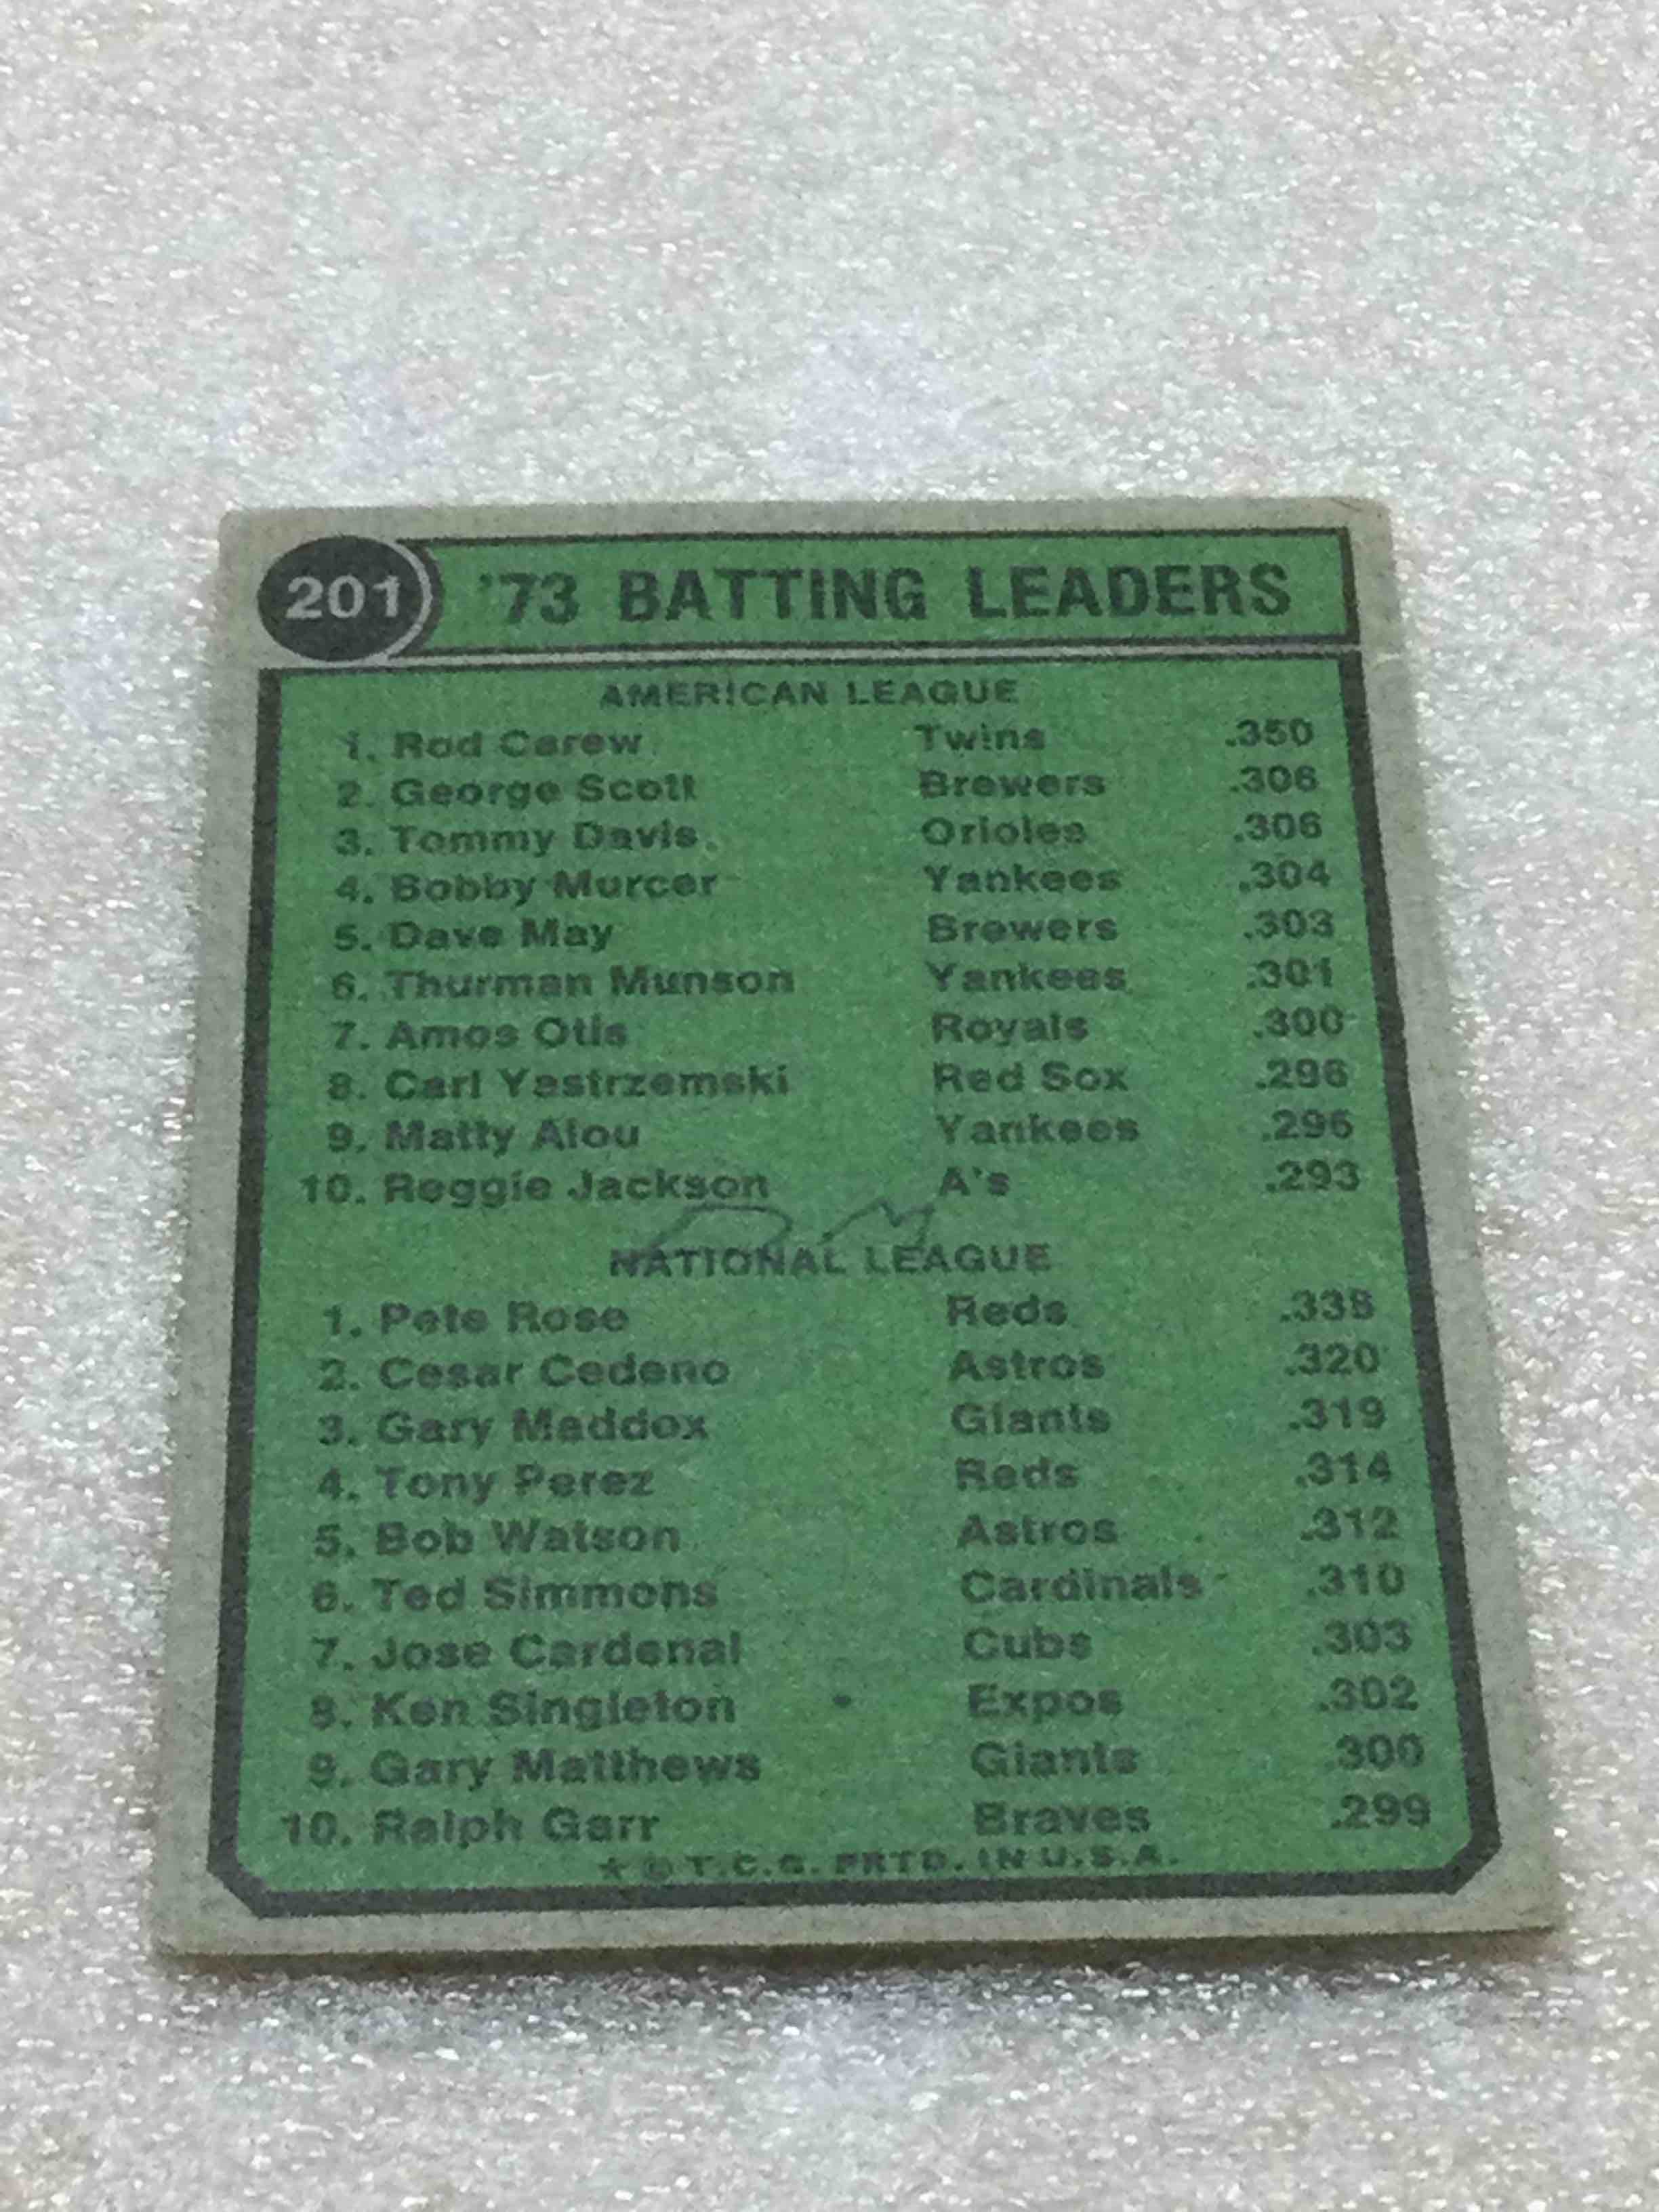 201 '73 BATTING LEADERS
AMERICAN LEAGUE
1. Rod Carew Twins .350
2. George Scott Brewers .306
3. Tommy Davis Orioles .306
4. Bobby Murcer Yankees .304
5. Dave May Brewers .303
6. Thurman Munson Yankees .301
7. Amos Otis Royals .300
8. Carl Yastrzemski Red Sox .296
9. Matty Alou Yankees .296
10. Reggie Jackson A's .293
NATIONAL LEAGUE
1. Pete Rose Reds .338
2. Cesar Cedeno Astros .320
3. Gary Maddox Giants .319
4. Tony Perez Reds .314
5. Bob Watson Astros .312
6. Ted Simmons Cardinals .310
7. Jose Cardenal Cubs .303
8. Ken Singleton Expos .302
9. Gary Matthews Giants .300
10. Ralph Garr Braves .299
★ © T.C.G. PRTD. IN U.S.A.